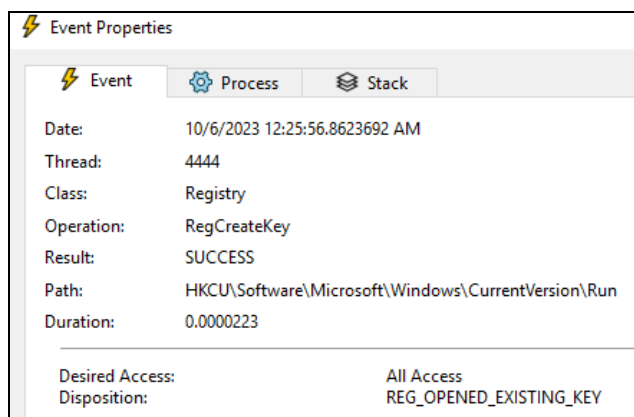 Event Properties
Event Process Stack
Date: 10/6/2023 12:25:56.8623692 AM
Thread: 4444
Class: Registry
Operation: RegCreateKey
Result: SUCCESS
Path: HKCU\Software\Microsoft\Windows\CurrentVersion\Run
Duration: 0.0000223
Desired Access: All Access
Disposition: REG_OPENED_EXISTING_KEY